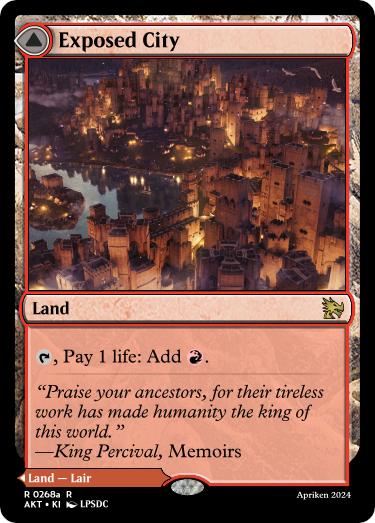 Exposed City
Land
, Pay 1 life: Add .
“Praise your ancestors, for their tireless
work has made humanity the king of
this world.”
—King Percival, Memoirs
Land — Lair
R 0268a R
AKT • KI LPSDC
Apriken 2024